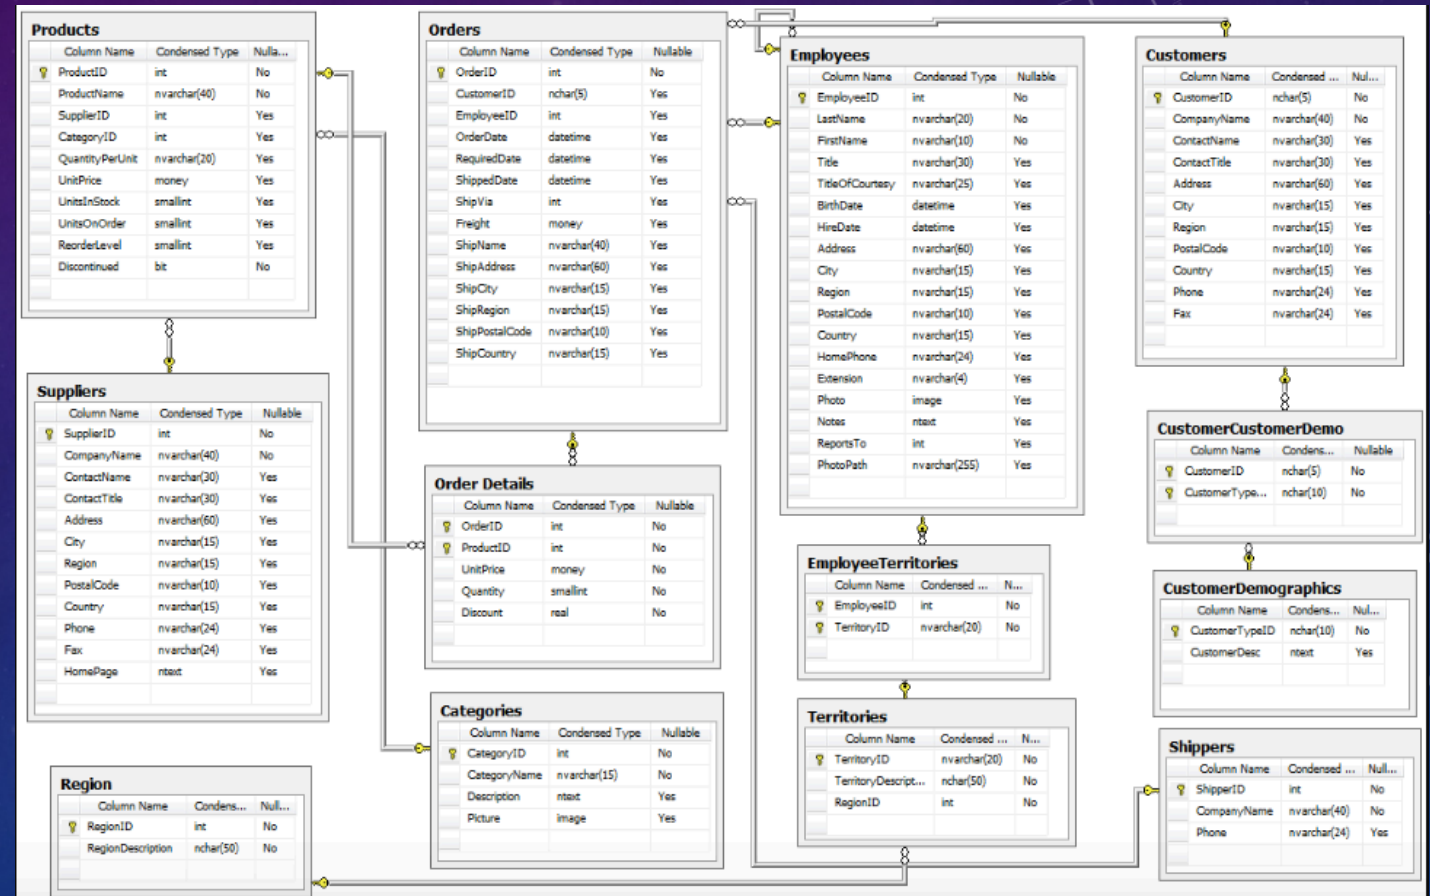 Products
Column Name Condensed Type Nulla...
ProductID int No
ProductName nvarchar(40) No
SupplierID int Yes
CategoryID int Yes
QuantityPerUnit nvarchar(20) Yes
UnitPrice money Yes
UnitsInStock smallint Yes
UnitsOnOrder smallint Yes
ReorderLevel smallint Yes
Discontinued bit No
Suppliers
Column Name Condensed Type Nullable
SupplierID int No
CompanyName nvarchar(40) No
ContactName nvarchar(30) Yes
ContactTitle nvarchar(30) Yes
Address nvarchar(60) Yes
City nvarchar(15) Yes
Region nvarchar(15) Yes
PostalCode nvarchar(10) Yes
Country nvarchar(15) Yes
Phone nvarchar(24) Yes
Fax nvarchar(24) Yes
HomePage ntext Yes
Region
Column Name Condens... Null...
RegionID int No
RegionDescription nchar(50) No
Orders
Column Name Condensed Type Nullable
OrderID int No
CustomerID nchar(5) Yes
EmployeeID int Yes
OrderDate datetime Yes
RequiredDate datetime Yes
ShippedDate datetime Yes
ShipVia int Yes
Freight money Yes
ShipName nvarchar(40) Yes
ShipAddress nvarchar(60) Yes
ShipCity nvarchar(15) Yes
ShipRegion nvarchar(15) Yes
ShipPostalCode nvarchar(10) Yes
ShipCountry nvarchar(15) Yes
Order Details
Column Name Condensed Type Nullable
OrderID int No
ProductID int No
UnitPrice money No
Quantity smallint No
Discount real No
Categories
Column Name Condensed Type Nullable
CategoryID int No
CategoryName nvarchar(15) No
Description ntext Yes
Picture image Yes
Employees
Column Name Condensed Type Nullable
EmployeeID int No
LastName nvarchar(20) No
FirstName nvarchar(10) No
Title nvarchar(30) Yes
TitleOfCourtesy nvarchar(25) Yes
BirthDate datetime Yes
HireDate datetime Yes
Address nvarchar(60) Yes
City nvarchar(15) Yes
Region nvarchar(15) Yes
PostalCode nvarchar(10) Yes
Country nvarchar(15) Yes
HomePhone nvarchar(24) Yes
Extension nvarchar(4) Yes
Photo image Yes
Notes ntext Yes
ReportsTo int Yes
PhotoPath nvarchar(255) Yes
EmployeeTerritories
Column Name Condensed ... N...
EmployeeID int No
TerritoryID nvarchar(20) No
Territories
Column Name Condensed ... N...
TerritoryID nvarchar(20) No
TerritoryDescript... nchar(50) No
RegionID int No
Customers
Column Name Condensed ... Nul...
CustomerID nchar(5) No
CompanyName nvarchar(40) No
ContactName nvarchar(30) Yes
ContactTitle nvarchar(30) Yes
Address nvarchar(60) Yes
City nvarchar(15) Yes
Region nvarchar(15) Yes
PostalCode nvarchar(10) Yes
Country nvarchar(15) Yes
Phone nvarchar(24) Yes
Fax nvarchar(24) Yes
CustomerCustomerDemo
Column Name Condens... Nullable
CustomerID nchar(5) No
CustomerType... nchar(10) No
CustomerDemographics
Column Name Condens... Nul...
CustomerTypeID nchar(10) No
CustomerDesc ntext Yes
Shippers
Column Name Condensed ... Null...
ShipperID int No
CompanyName nvarchar(40) No
Phone nvarchar(24) Yes